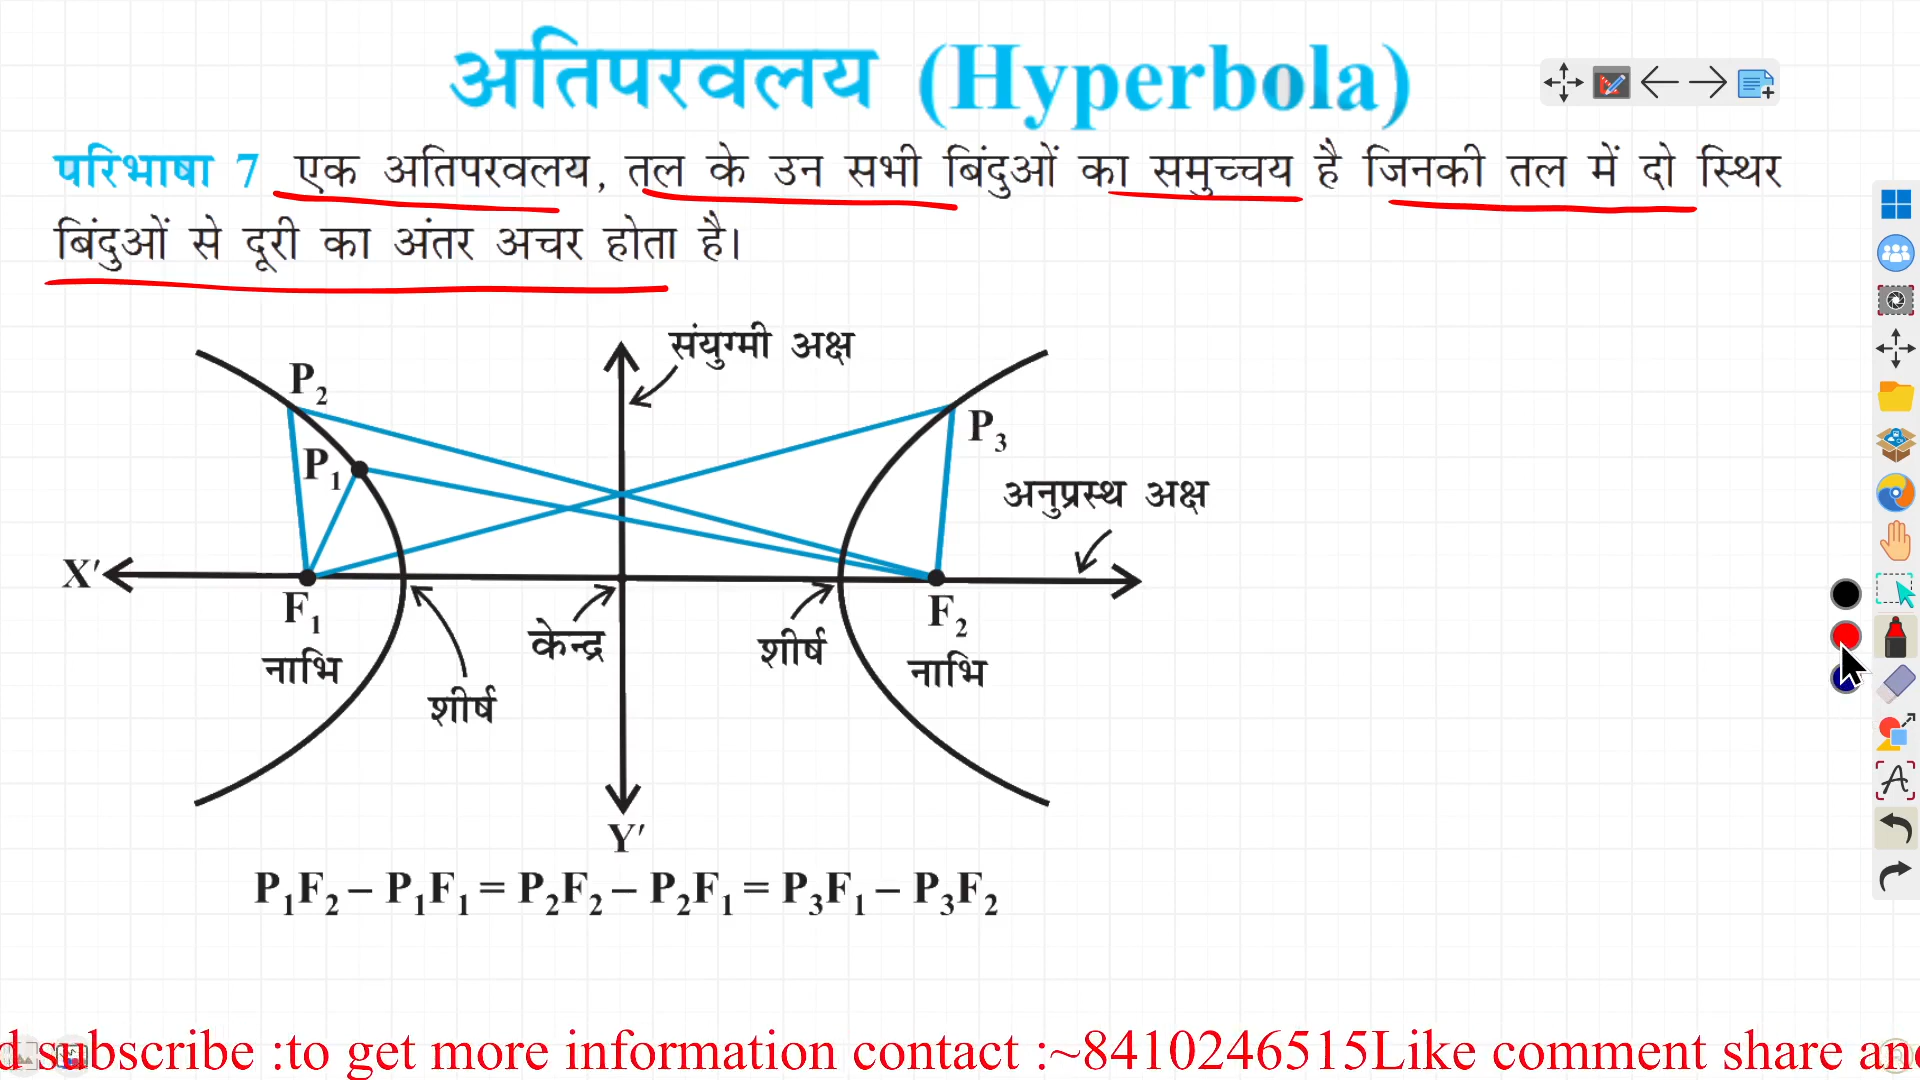 अतिपरवलय (Hyperbola)
परिभाषा 7 एक अतिपरवलय, तल के उन सभी बिंदुओं का समुच्चय है जिनकी तल में दो स्थिर
बिंदुओं से दूरी का अंतर अचर होता है।
संयुग्मी अक्ष
P2
P3
P1
अनुप्रस्थ अक्ष
X′
F1
केन्द्र
शीर्ष
F2
नाभि
नाभि
शीर्ष
Y′
P1F2 – P1F1 = P2F2 – P2F1 = P3F1 – P3F2
d subscribe :to get more information contact :~8410246515Like comment share an